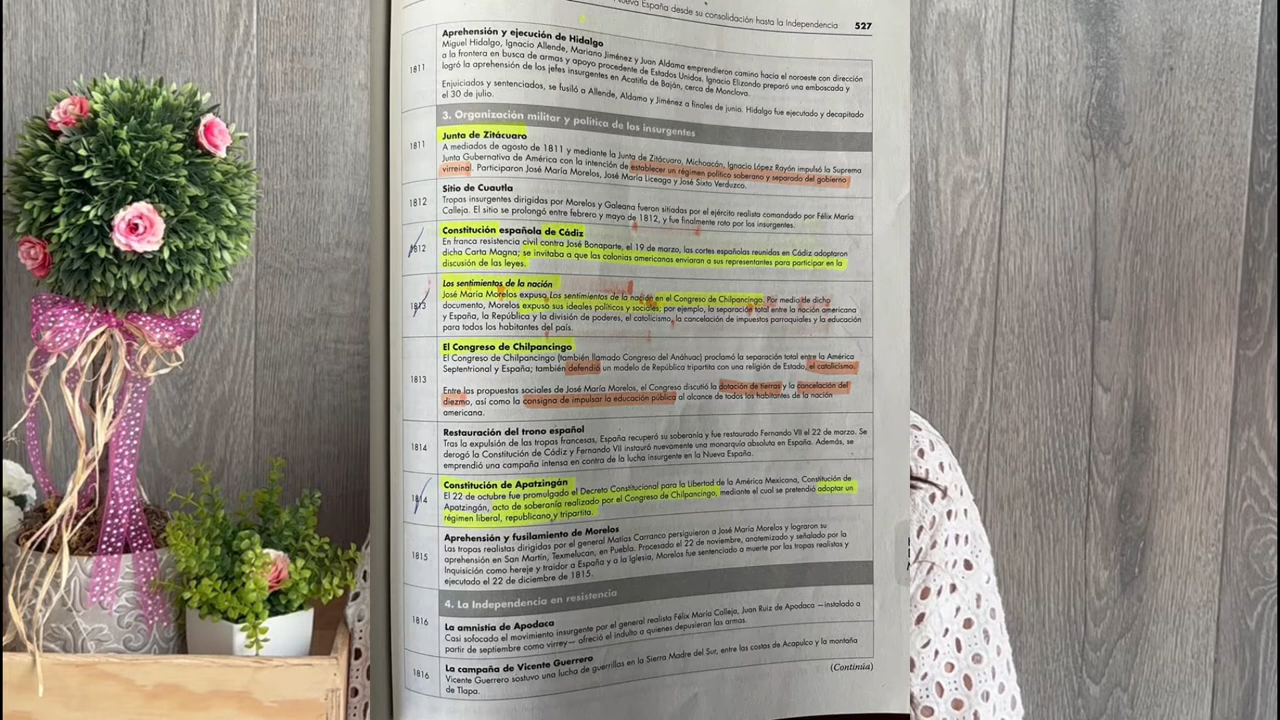 Nueva España desde su consolidación hasta la Independencia 527
1811
Aprehensión y ejecución de Hidalgo
Miguel Hidalgo, Ignacio Allende, Mariano Jiménez y Juan Aldama emprendieron camino hacia el noroeste con dirección
a la frontera en busca de armas y apoyo procedente de Estados Unidos. Ignacio Elizondo preparó una emboscada y
logró la aprehensión de los jefes insurgentes en Acatita de Baján, cerca de Monclova.
Enjuiciados y sentenciados, se fusiló a Allende, Aldama y Jiménez a finales de junio. Hidalgo fue ejecutado y decapitado
el 30 de julio.
3. Organización militar y política de los insurgentes
1811
Junta de Zitácuaro
A mediados de agosto de 1811 y mediante la Junta de Zitácuaro, Michoacán, Ignacio López Rayón impulsó la Suprema
Junta Gubernativa de América con la intención de establecer un régimen político soberano y separado del gobierno
virreinal. Participaron José María Morelos, José María Liceaga y José Sixto Verduzco.
1812
Sitio de Cuautla
Tropas insurgentes dirigidas por Morelos y Galeana fueron sitiadas por el ejército realista comandado por Félix María
Calleja. El sitio se prolongó entre febrero y mayo de 1812, y fue finalmente roto por los insurgentes.
1812
Constitución española de Cádiz
En franca resistencia civil contra José Bonaparte, el 19 de marzo, las cortes españolas reunidas en Cádiz adoptaron
dicha Carta Magna; se invitaba a que las colonias americanas enviaran a sus representantes para participar en la
discusión de las leyes.
1813
Los sentimientos de la nación
José María Morelos expuso Los sentimientos de la nación en el Congreso de Chilpancingo. Por medio de dicho
documento, Morelos expuso sus ideales políticos y sociales; por ejemplo, la separación total entre la nación americana
y España, la República y la división de poderes, el catolicismo, la cancelación de impuestos parroquiales y la educación
para todos los habitantes del país.
1813
El Congreso de Chilpancingo
El Congreso de Chilpancingo (también llamado Congreso del Anáhuac) proclamó la separación total entre la América
Septentrional y España; también defendió un modelo de República tripartita con una religión de Estado, el catolicismo.
Entre las propuestas sociales de José María Morelos, el Congreso discutió la dotación de tierras y la cancelación del
diezmo, así como la consigna de impulsar la educación pública al alcance de todos los habitantes de la nación
americana.
1814
Restauración del trono español
Tras la expulsión de las tropas francesas, España recuperó su soberanía y fue restaurado Fernando VII el 22 de marzo. Se
derogó la Constitución de Cádiz y Fernando VII instauró nuevamente una monarquía absoluta en España. Además, se
emprendió una campaña intensa en contra de la lucha insurgente en la Nueva España.
1814
Constitución de Apatzingán
El 22 de octubre fue promulgado el Decreto Constitucional para la Libertad de la América Mexicana, Constitución de
Apatzingán, acto de soberanía realizado por el Congreso de Chilpancingo, mediante el cual se pretendió adoptar un
régimen liberal, republicano y tripartita.
1815
Aprehensión y fusilamiento de Morelos
Las tropas realistas dirigidas por el general Matías Carranco persiguieron a José María Morelos y lograron su
aprehensión en San Martín, Texmelucan, en Puebla. Procesado el 22 de noviembre, anatemizado y señalado por la
Inquisición como hereje y traidor a España y a la Iglesia, Morelos fue sentenciado a muerte por las tropas realistas y
ejecutado el 22 de diciembre de 1815.
4. La Independencia en resistencia
1816
La amnistía de Apodaca
Casi sofocado el movimiento insurgente por el general realista Félix María Calleja, Juan Ruiz de Apodaca —instalado a
partir de septiembre como virrey— ofreció el indulto a quienes depusieran las armas.
1816
La campaña de Vicente Guerrero
Vicente Guerrero sostuvo una lucha de guerrillas en la Sierra Madre del Sur, entre las costas de Acapulco y la montaña
de Tlapa.
(Continúa)